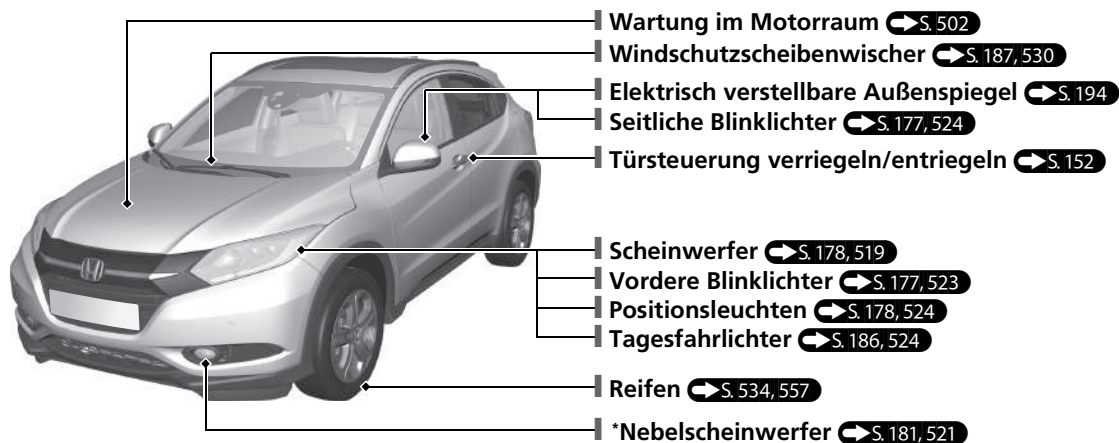 Wartung im Motorraum S. 502
Windschutzscheibenwischer S. 187, 530
Elektrisch verstellbare Außenspiegel S. 194
Seitliche Blinklichter S. 177, 524
Türsteuerung verriegeln/entriegeln S. 152
Scheinwerfer S. 178, 519
Vordere Blinklichter S. 177, 523
Positionsleuchten S. 178, 524
Tagesfahrlichter S. 186, 524
Reifen S. 534, 557
*Nebelscheinwerfer S. 181, 521